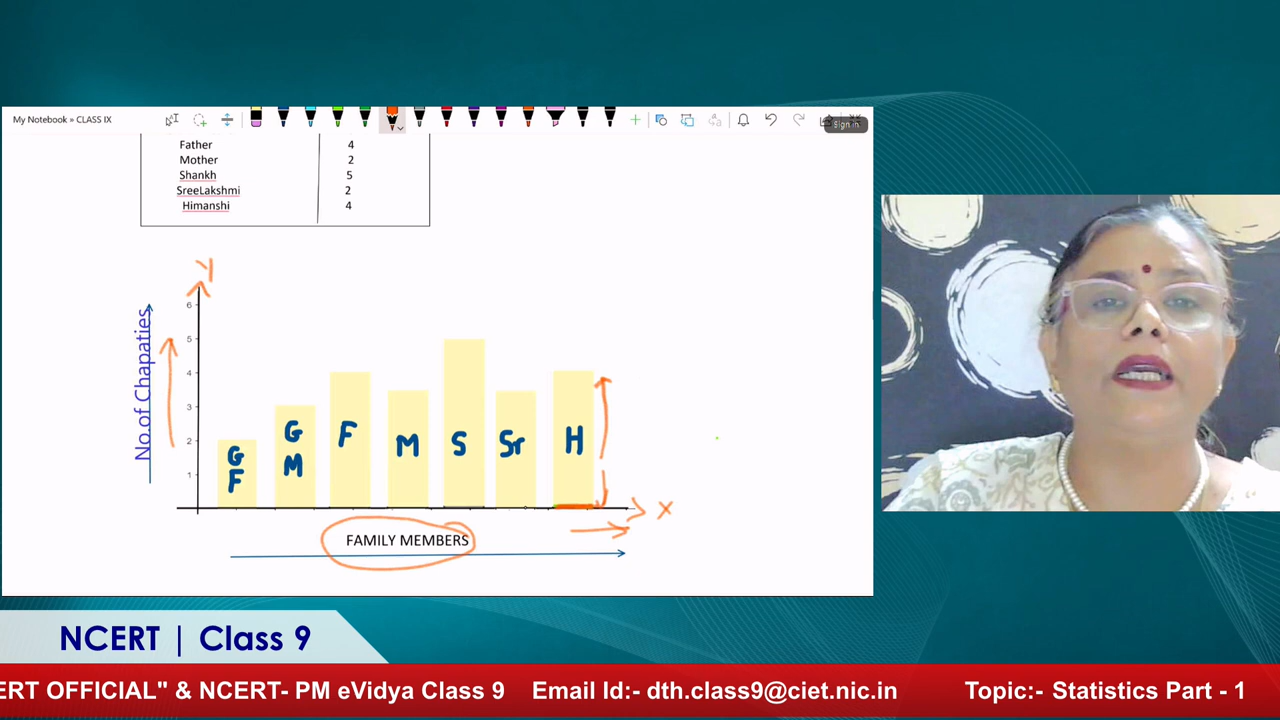 My Notebook » CLASS IX
Sign in
Father 4
Mother 2
Shankh 5
SreeLakshmi 2
Himanshi 4
Y
6
5
4
3
2
1
No.of Chapaties
G F
G M
F
M
S
Sr
H
X
FAMILY MEMBERS
NCERT | Class 9
ERT OFFICIAL" & NCERT- PM eVidya Class 9 Email Id:- dth.class9@ciet.nic.in Topic:- Statistics Part - 1